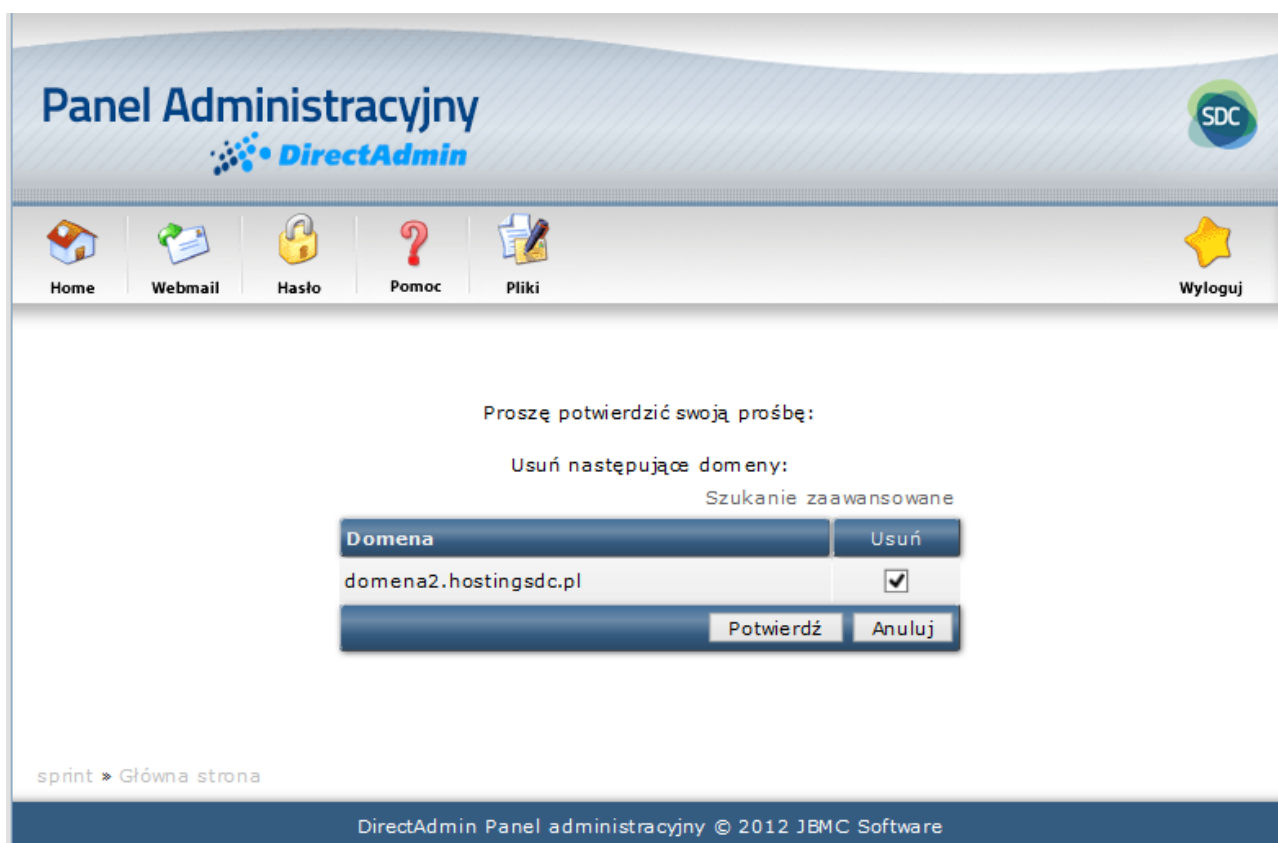 Panel Administracyjny
DirectAdmin
SDC
Home Webmail Hasło Pomoc Pliki Wyloguj
Proszę potwierdzić swoją prośbę:
Usuń następujące domeny:
Szukanie zaawansowane
Domena Usuń
domena2.hostingsdc.pl
Potwierdź Anuluj
sprint » Główna strona
DirectAdmin Panel administracyjny © 2012 JBMC Software